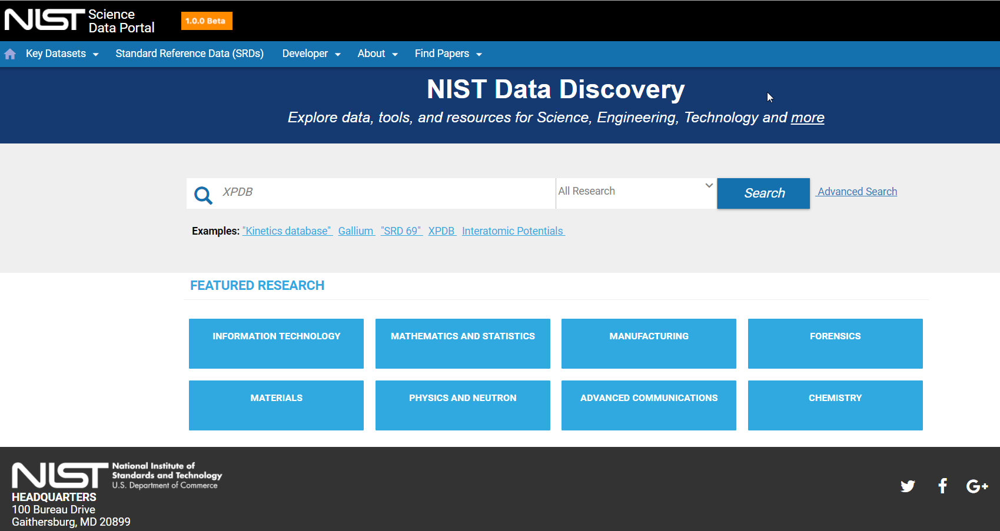 NIST Science
Data Portal
1.0.0 Beta
Key Datasets Standard Reference Data (SRDs) Developer About Find Papers
NIST Data Discovery
Explore data, tools, and resources for Science, Engineering, Technology and more
XPDB All Research Search Advanced Search
Examples: "Kinetics database" Gallium "SRD 69" XPDB Interatomic Potentials
FEATURED RESEARCH
INFORMATION TECHNOLOGY MATHEMATICS AND STATISTICS MANUFACTURING FORENSICS
MATERIALS PHYSICS AND NEUTRON ADVANCED COMMUNICATIONS CHEMISTRY
NIST National Institute of
Standards and Technology
U.S. Department of Commerce
HEADQUARTERS
100 Bureau Drive
Gaithersburg, MD 20899
G+